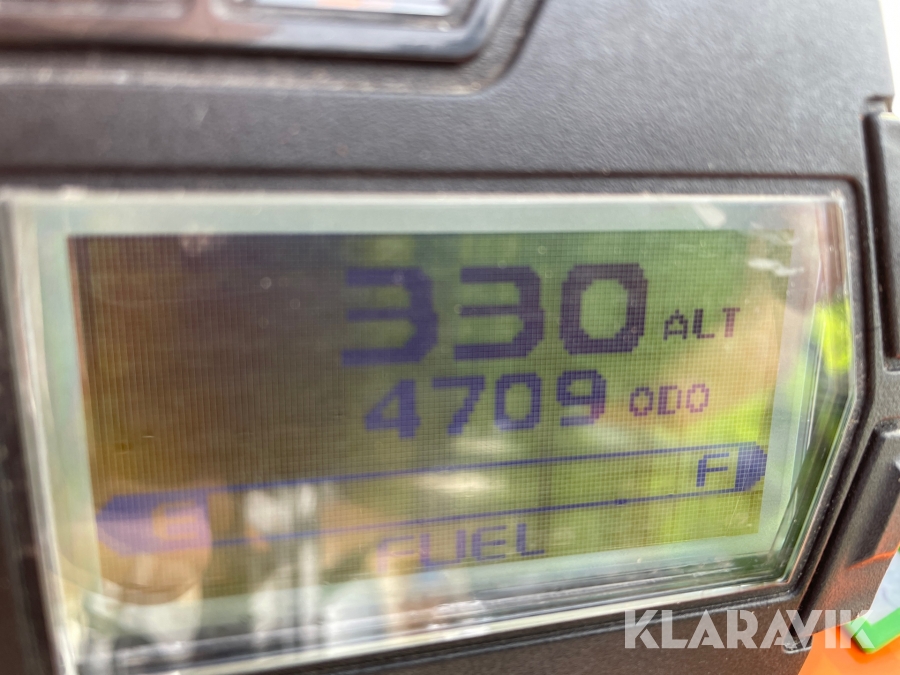 330 ALT
4709 ODO
F
FUEL
KLARAVIK